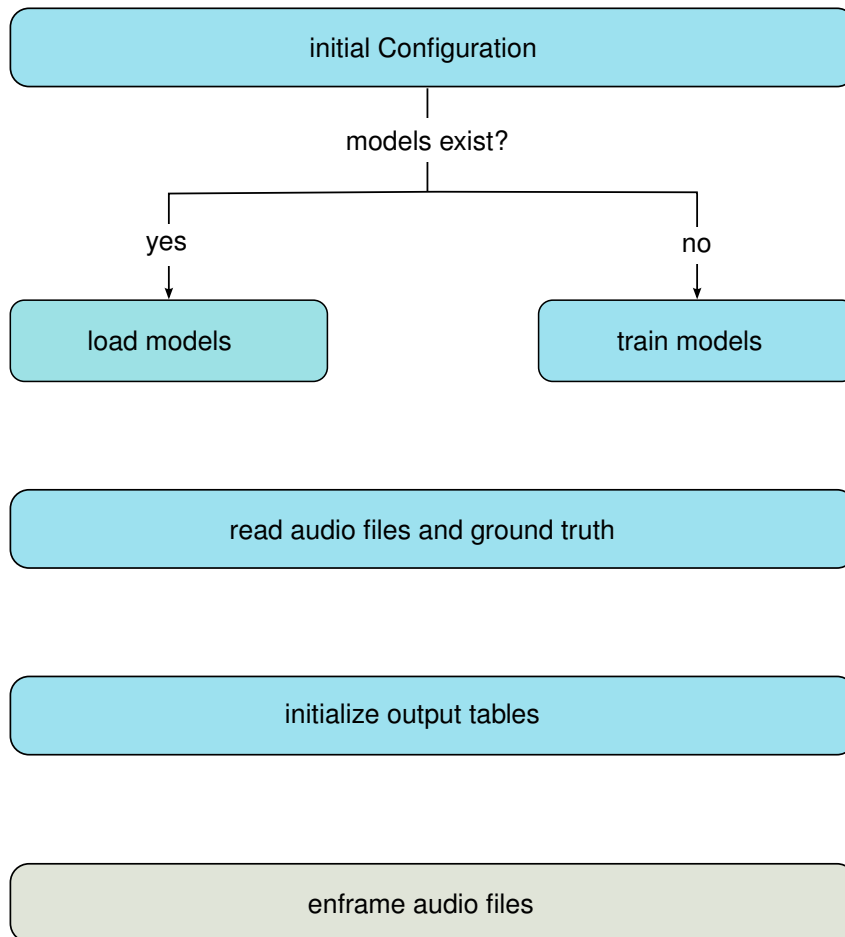 initial Configuration
models exist?
yes
no
load models
train models
read audio files and ground truth
initialize output tables
enframe audio files